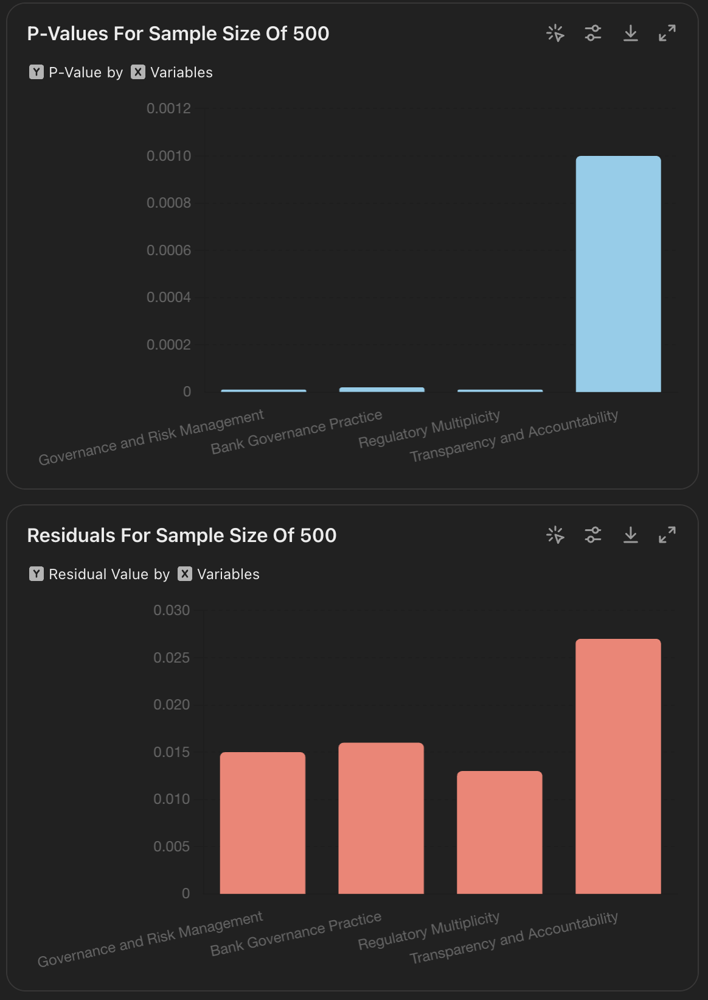 P-Values For Sample Size Of 500
Y P-Value by X Variables
0.0012
0.0010
0.0008
0.0006
0.0004
0.0002
0
Governance and Risk Management
Bank Governance Practice
Regulatory Multiplicity
Transparency and Accountability
Residuals For Sample Size Of 500
Y Residual Value by X Variables
0.030
0.025
0.020
0.015
0.010
0.005
0
Governance and Risk Management
Bank Governance Practice
Regulatory Multiplicity
Transparency and Accountability